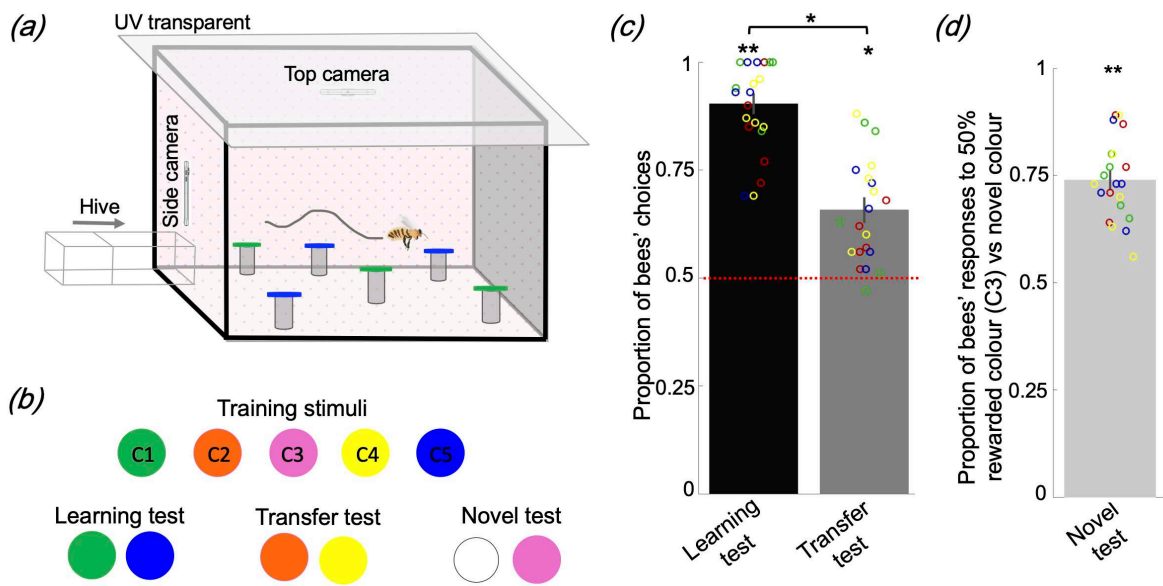 (a)
UV transparent
Top camera
Side camera
Hive
(b)
Training stimuli
C1 C2 C3 C4 C5
Learning test Transfer test Novel test
(c)
*
** *
Proportion of bees' choices
1
0.75
0.5
0.25
0
Learning
test
Transfer
test
(d)
**
Proportion of bees' responses to 50%
rewarded colour (C3) vs novel colour
1
0.75
0.5
0.25
0
Novel
test